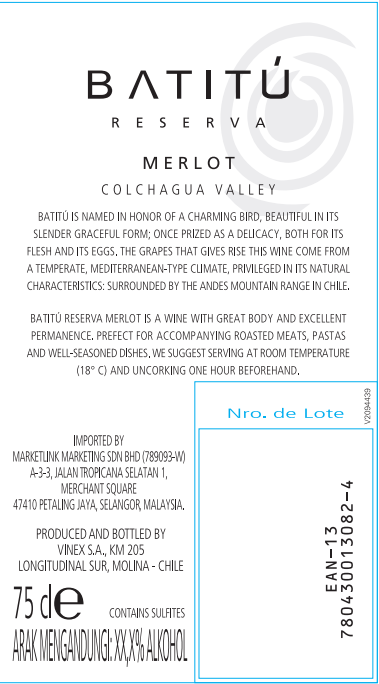 BATITÚ
RESERVA
MERLOT
COLCHAGUA VALLEY
BATITÚ IS NAMED IN HONOR OF A CHARMING BIRD, BEAUTIFUL IN ITS
SLENDER GRACEFUL FORM; ONCE PRIZED AS A DELICACY, BOTH FOR ITS
FLESH AND ITS EGGS. THE GRAPES THAT GIVES RISE THIS WINE COME FROM
A TEMPERATE, MEDITERRANEAN-TYPE CLIMATE, PRIVILEGED IN ITS NATURAL
CHARACTERISTICS: SURROUNDED BY THE ANDES MOUNTAIN RANGE IN CHILE.
BATITÚ RESERVA MERLOT IS A WINE WITH GREAT BODY AND EXCELLENT
PERMANENCE. PREFECT FOR ACCOMPANYING ROASTED MEATS, PASTAS
AND WELL-SEASONED DISHES. WE SUGGEST SERVING AT ROOM TEMPERATURE
(18° C) AND UNCORKING ONE HOUR BEFOREHAND.
IMPORTED BY
MARKETLINK MARKETING SDN BHD (789093-W)
A-3-3, JALAN TROPICANA SELATAN 1,
MERCHANT SQUARE
47410 PETALING JAYA, SELANGOR, MALAYSIA.
PRODUCED AND BOTTLED BY
VINEX S.A., KM 205
LONGITUDINAL SUR, MOLINA - CHILE
75 cl℮ CONTAINS SULFITES
ARAK MENGANDUNGI: XX,X% ALKOHOL
Nro. de Lote
V2094439
EAN-13
780430013082-4